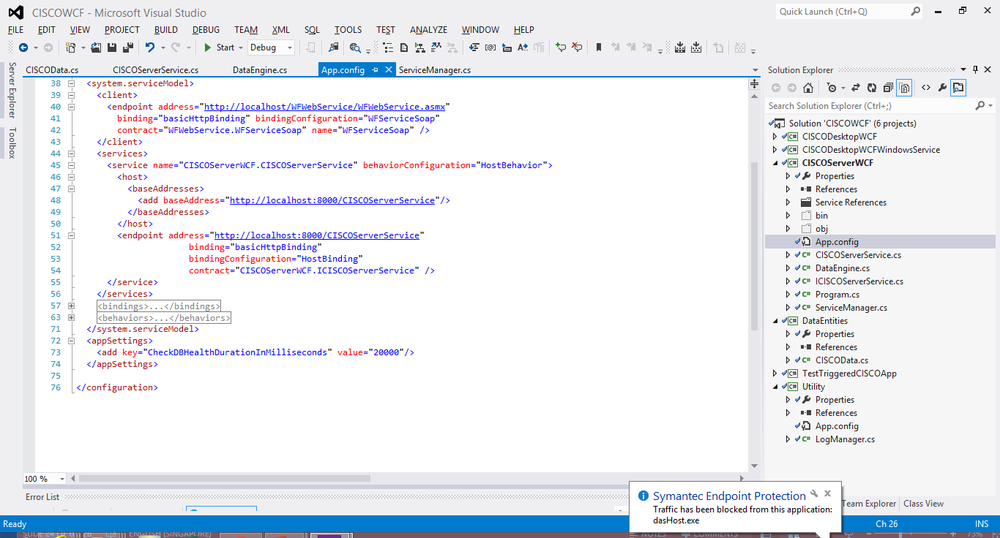 CISCOWCF - Microsoft Visual Studio
Quick Launch (Ctrl+Q)
FILE EDIT VIEW PROJECT BUILD DEBUG TEAM XML SQL TOOLS TEST ANALYZE WINDOW HELP
Start Debug
Server Explorer
Toolbox
CISCOData.cs CISCOServerService.cs DataEngine.cs App.config ServiceManager.cs
38 <system.serviceModel>
39 <client>
40 <endpoint address="http://localhost/WFWebService/WFWebService.asmx"
41 binding="basicHttpBinding" bindingConfiguration="WFServiceSoap"
42 contract="WFWebService.WFServiceSoap" name="WFServiceSoap" />
43 </client>
44 <services>
45 <service name="CISCOServerWCF.CISCOServerService" behaviorConfiguration="HostBehavior">
46 <host>
47 <baseAddresses>
48 <add baseAddress="http://localhost:8000/CISCOServerService"/>
49 </baseAddresses>
50 </host>
51 <endpoint address="http://localhost:8000/CISCOServerService"
52 binding="basicHttpBinding"
53 bindingConfiguration="HostBinding"
54 contract="CISCOServerWCF.ICISCOServerService" />
55 </service>
56 </services>
57 <bindings>...</bindings>
63 <behaviors>...</behaviors>
71 </system.serviceModel>
72 <appSettings>
73 <add key="CheckDBHealthDurationInMilliseconds" value="20000"/>
74 </appSettings>
75
76 </configuration>
100 %
Error List
Solution Explorer
Search Solution Explorer (Ctrl+;)
Solution 'CISCOWCF' (6 projects)
CISCODesktopWCF
CISCODesktopWCFWindowsService
CISCOServerWCF
Properties
References
Service References
bin
obj
App.config
CISCOServerService.cs
DataEngine.cs
ICISCOServerService.cs
Program.cs
ServiceManager.cs
DataEntities
Properties
References
CISCOData.cs
TestTriggeredCISCOApp
Utility
Properties
References
App.config
LogManager.cs
Team Explorer Class View
Symantec Endpoint Protection
Traffic has been blocked from this application:
dasHost.exe
Ready Ch 26 INS
ENGLISH (SINGAPORE) NOTES COMMENTS 73%